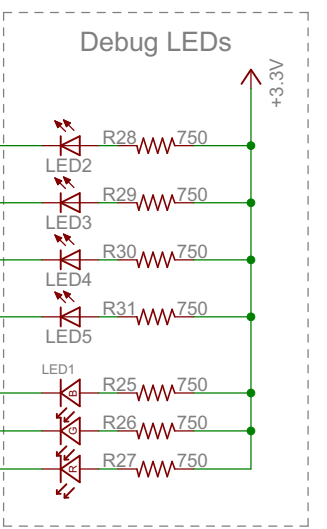 Debug LEDs
+3.3V
R28 750
LED2
R29 750
LED3
R30 750
LED4
R31 750
LED5
LED1
B R25 750
G R26 750
R R27 750